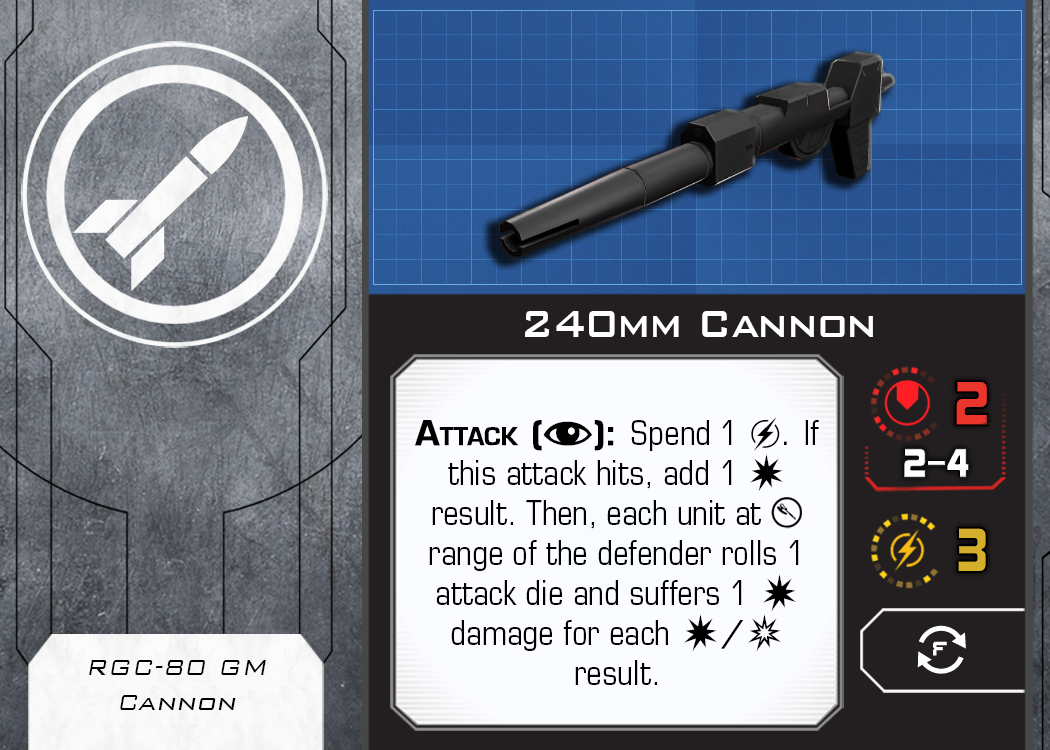 240mm Cannon
Attack ( ): Spend 1 . If
this attack hits, add 1
result. Then, each unit at
range of the defender rolls 1
attack die and suffers 1
damage for each /
result.
2
2–4
3
F
RGC-80 GM
Cannon